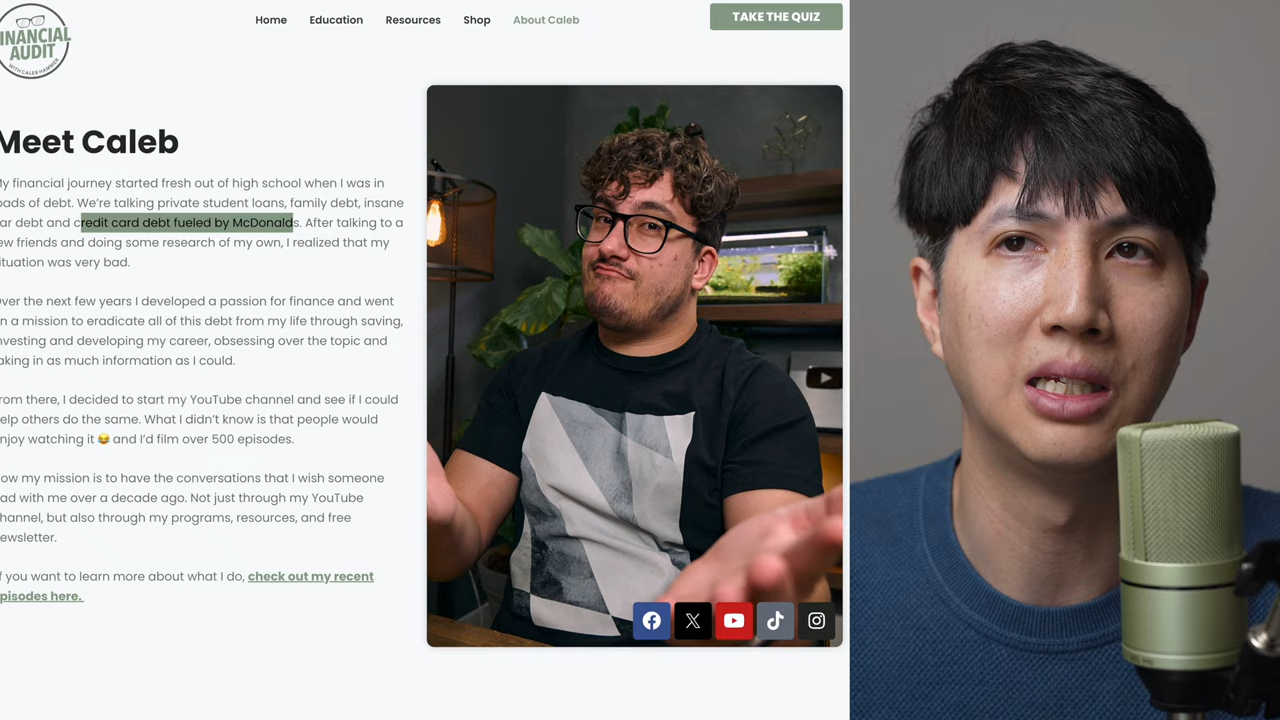 INANCIAL
AUDIT
WITH CALEB HAMMER
Home
Education
Resources
Shop
About Caleb
TAKE THE QUIZ
Meet Caleb
My financial journey started fresh out of high school when I was in
oads of debt. We’re talking private student loans, family debt, insane
ar debt and credit card debt fueled by McDonalds. After talking to a
ew friends and doing some research of my own, I realized that my
ituation was very bad.
Over the next few years I developed a passion for finance and went
n a mission to eradicate all of this debt from my life through saving,
nvesting and developing my career, obsessing over the topic and
aking in as much information as I could.
rom there, I decided to start my YouTube channel and see if I could
elp others do the same. What I didn’t know is that people would
njoy watching it 😂 and I’d film over 500 episodes.
ow my mission is to have the conversations that I wish someone
ad with me over a decade ago. Not just through my YouTube
hannel, but also through my programs, resources, and free
ewsletter.
f you want to learn more about what I do, check out my recent
pisodes here.